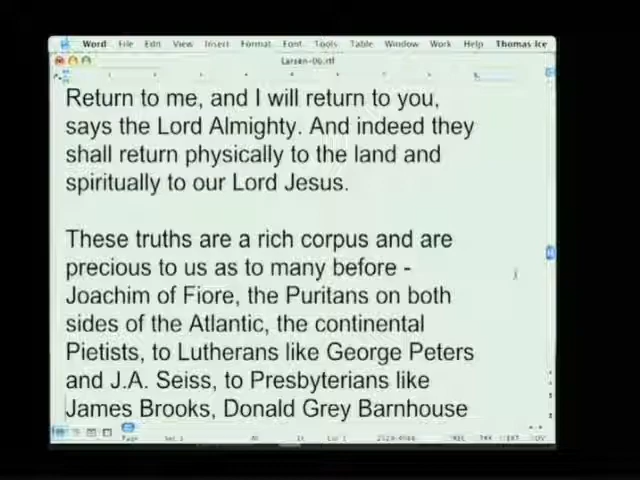 Word File Edit View Insert Format Font Tools Table Window Work Help Thomas Ice
Larsen-06.rtf
Return to me, and I will return to you,
says the Lord Almighty. And indeed they
shall return physically to the land and
spiritually to our Lord Jesus.
These truths are a rich corpus and are
precious to us as to many before -
Joachim of Fiore, the Puritans on both
sides of the Atlantic, the continental
Pietists, to Lutherans like George Peters
and J.A. Seiss, to Presbyterians like
James Brooks, Donald Grey Barnhouse
Page